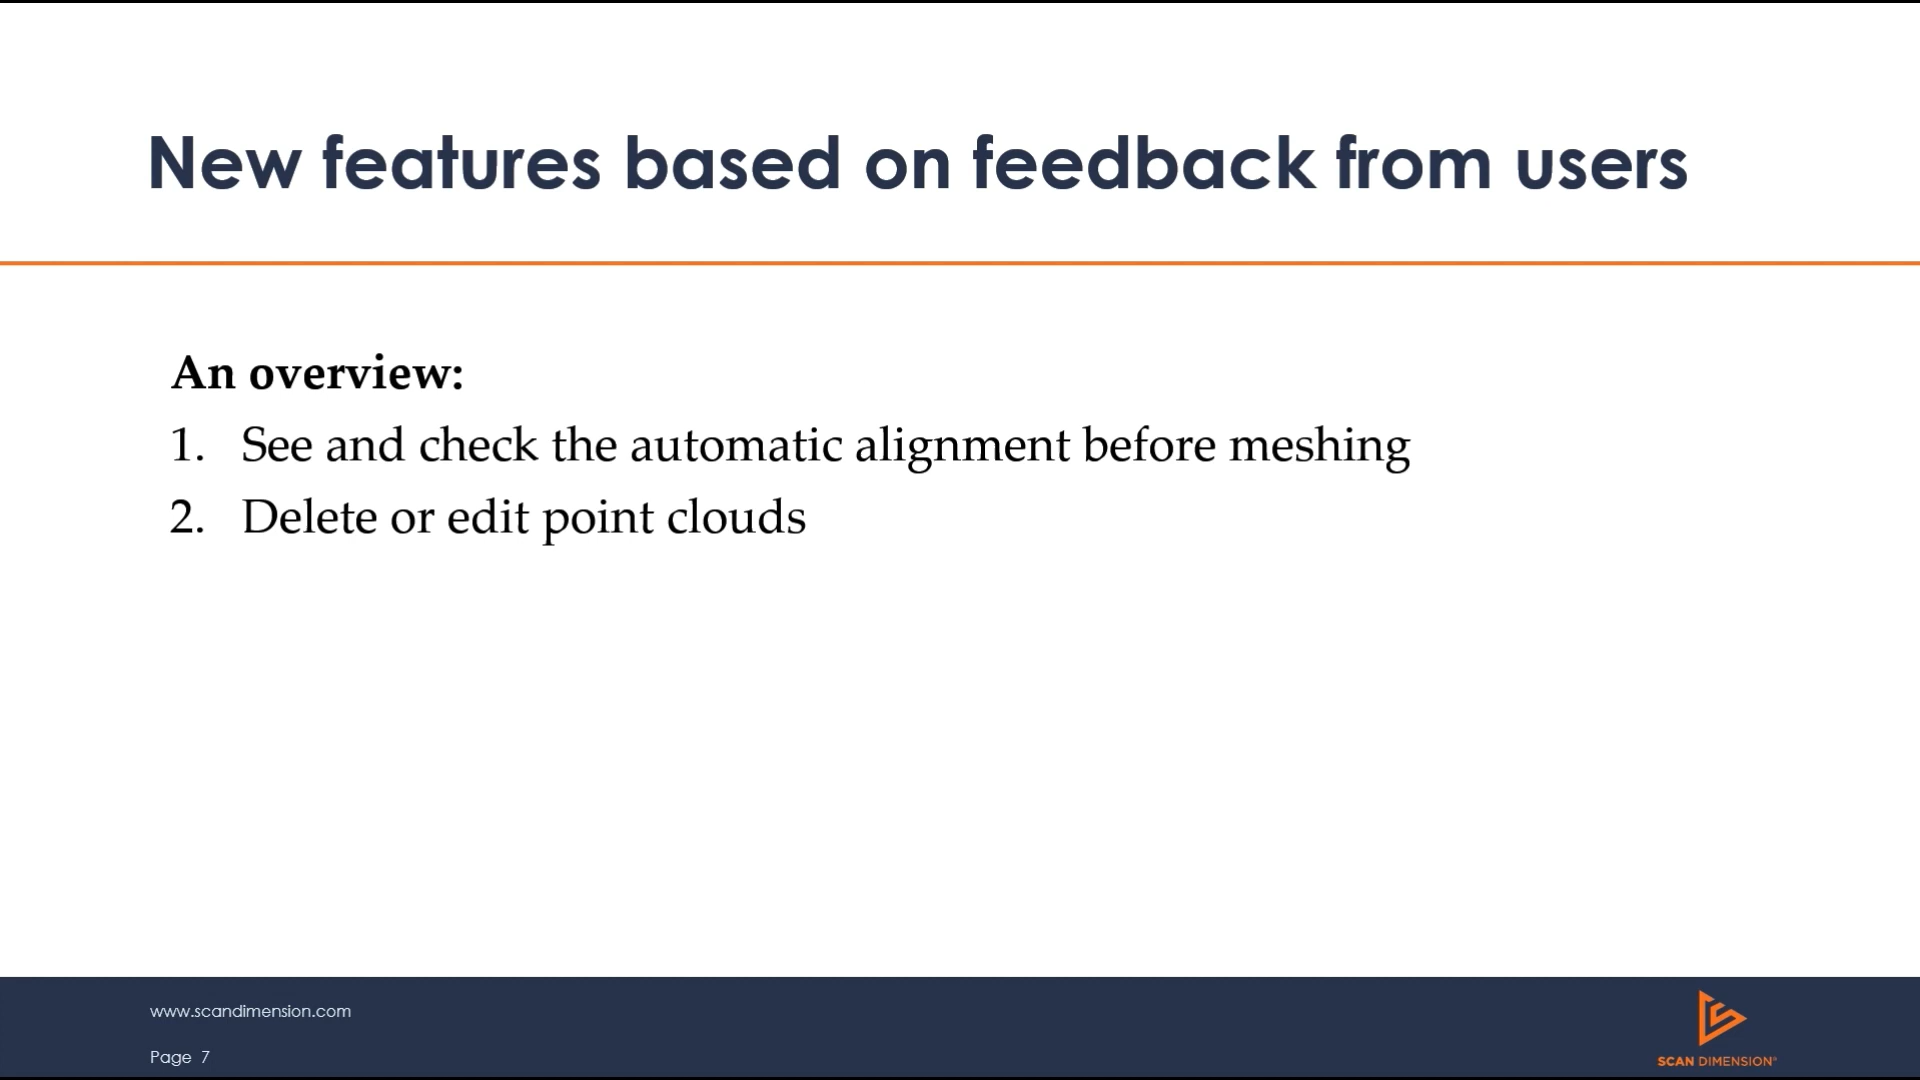 New features based on feedback from users
An overview:
1. See and check the automatic alignment before meshing
2. Delete or edit point clouds
www.scandimension.com
Page 7
SCAN DIMENSION®